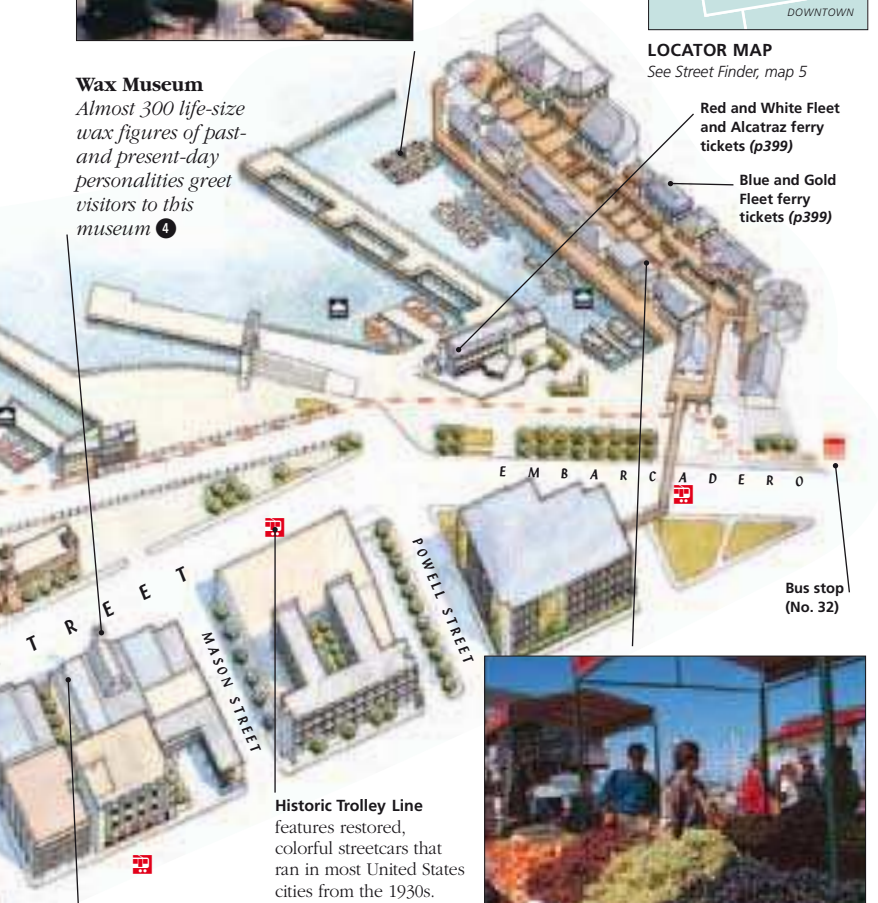 DOWNTOWN
LOCATOR MAP
See Street Finder, map 5
Wax Museum
Almost 300 life-size
wax figures of past-
and present-day
personalities greet
visitors to this
museum 4
Red and White Fleet
and Alcatraz ferry
tickets (p399)
Blue and Gold
Fleet ferry
tickets (p399)
EMBARCADERO
POWELL STREET
Bus stop
(No. 32)
TREET
MASON STREET
Historic Trolley Line
features restored,
colorful streetcars that
ran in most United States
cities from the 1930s.